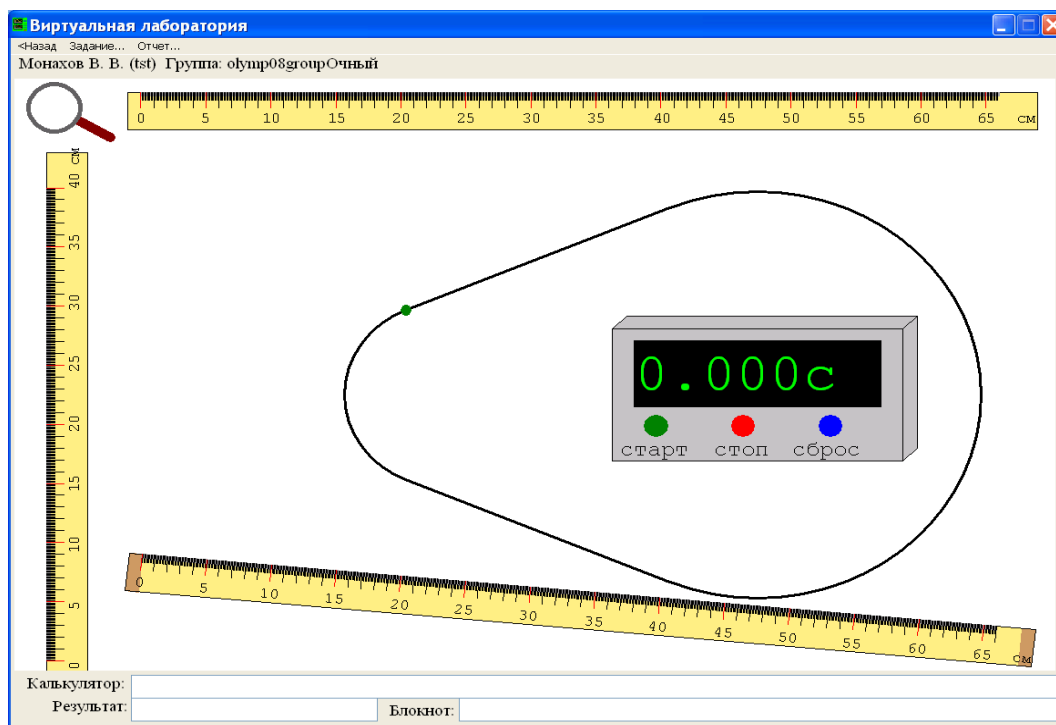 Виртуальная лаборатория
<Назад Задание... Отчет...
Монахов В. В. (tst) Группа: olymp08groupОчный
0 5 10 15 20 25 30 35 40 45 50 55 60 65 см
40 см
35
30
25
20
15
10
5
0
0.000с
старт стоп сброс
0 5 10 15 20 25 30 35 40 45 50 55 60 65 см
Калькулятор:
Результат: Блокнот: